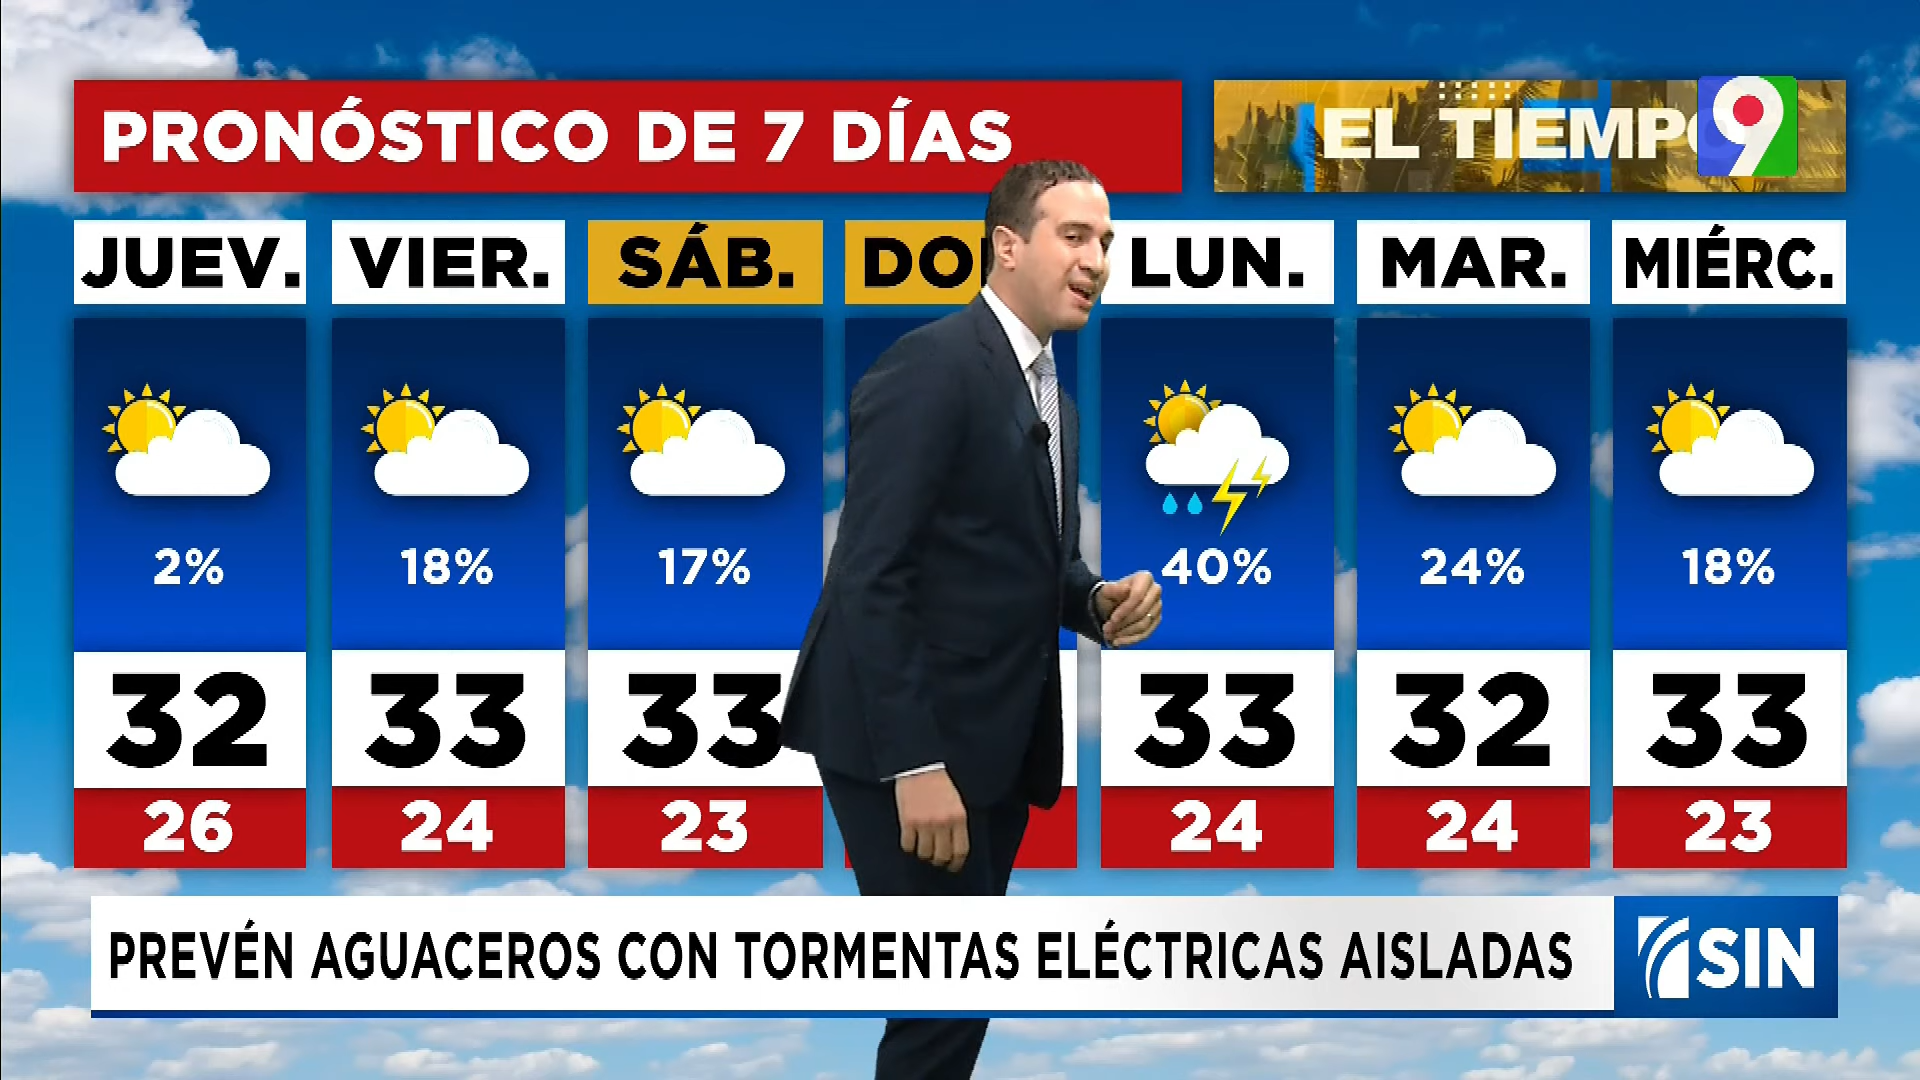 PRONÓSTICO DE 7 DÍAS
EL TIEMPO
9
JUEV. VIER. SÁB. LUN. MAR. MIÉRC.
2% 18% 17% 40% 24% 18%
32 33 33 33 32 33
26 24 23 24 24 23
PREVÉN AGUACEROS CON TORMENTAS ELÉCTRICAS AISLADAS
SIN